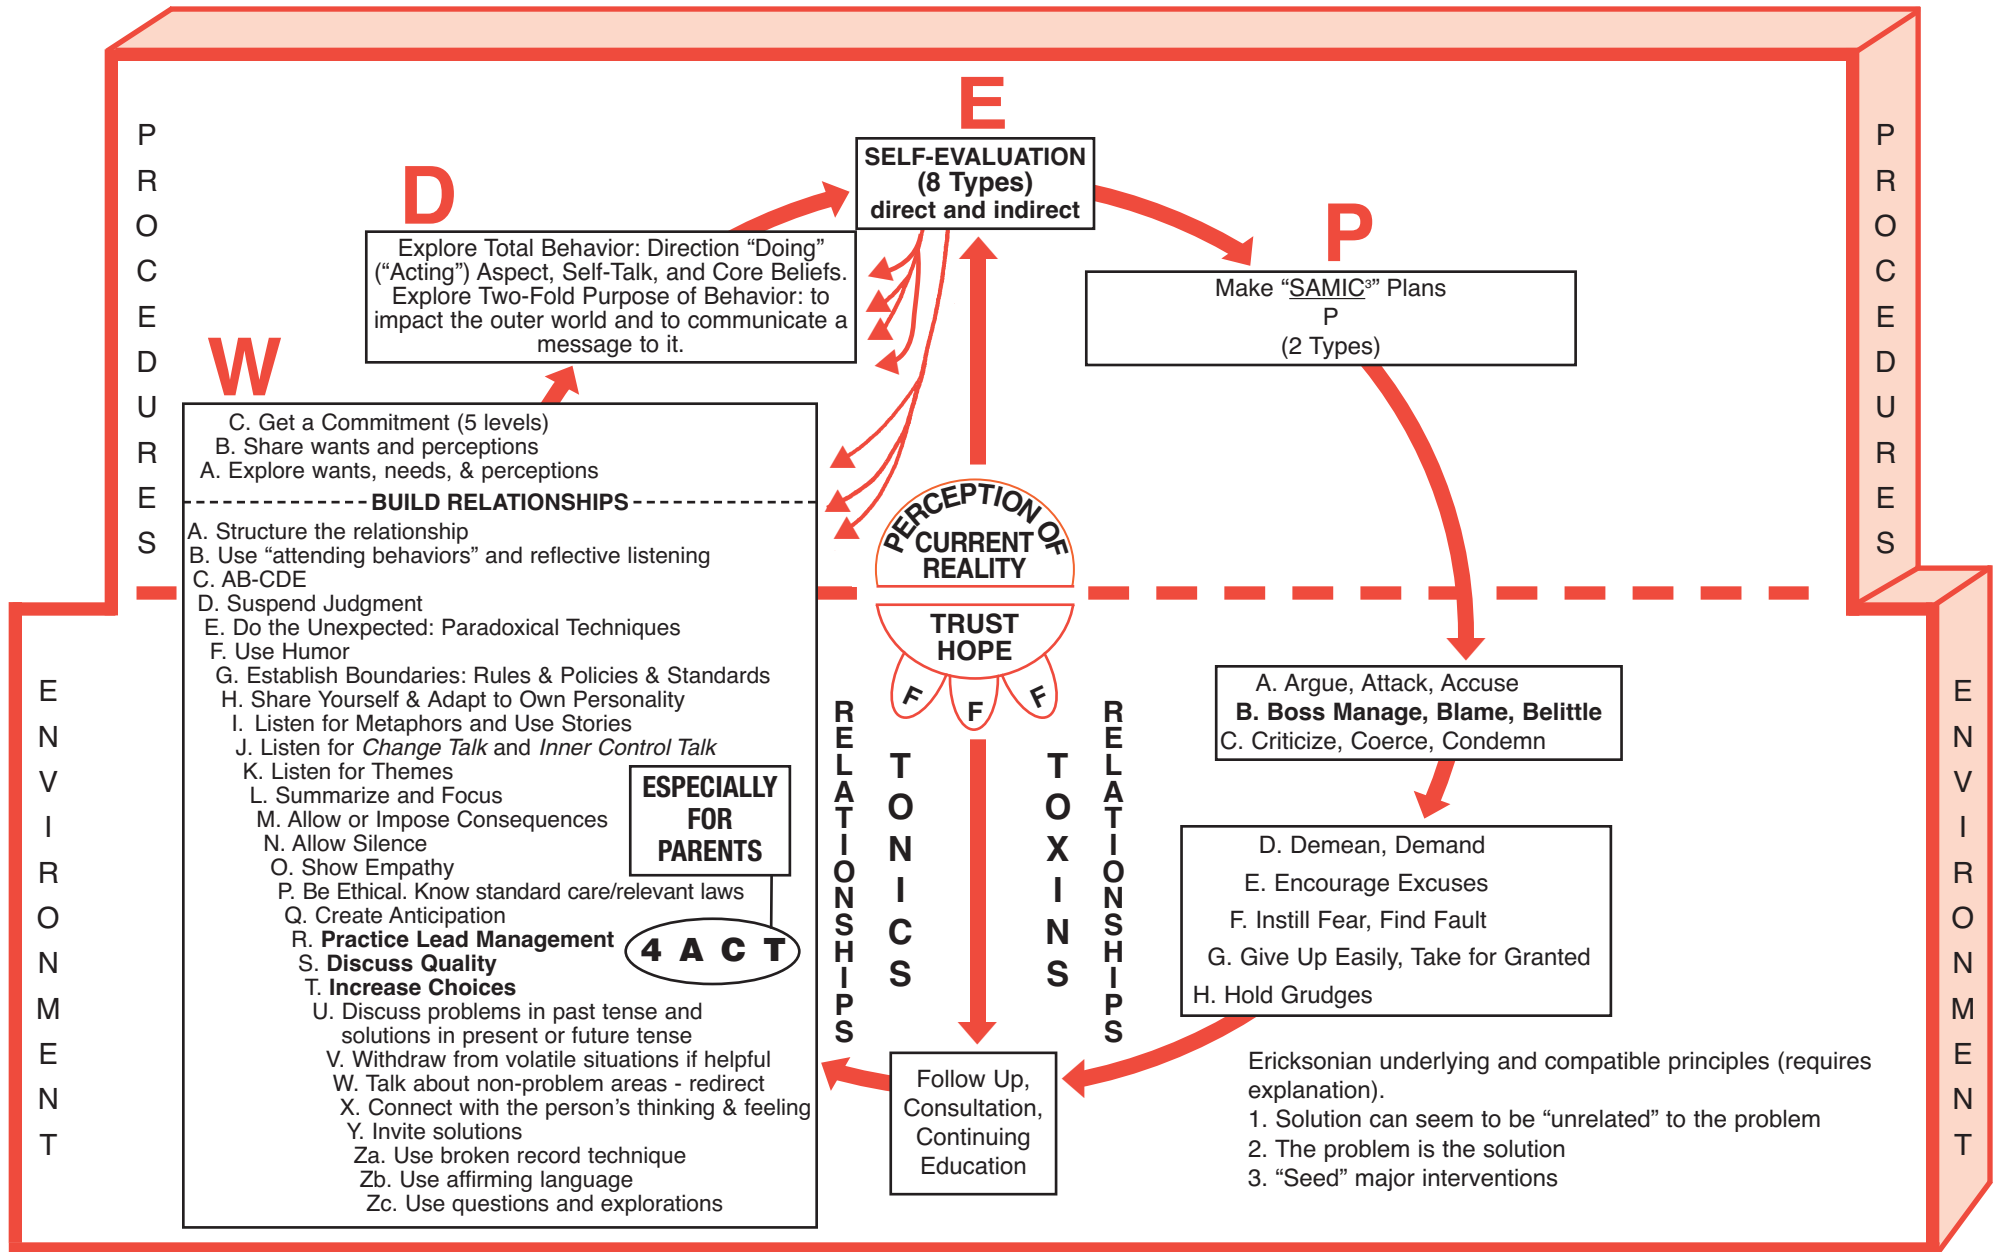 PROCEDURES
E
SELF-EVALUATION
(8 Types)
direct and indirect
D
Explore Total Behavior: Direction “Doing”
(“Acting”) Aspect, Self-Talk, and Core Beliefs.
Explore Two-Fold Purpose of Behavior: to
impact the outer world and to communicate a
message to it.
P
Make “SAMIC³” Plans
P
(2 Types)
PROCEDURES
W
C. Get a Commitment (5 levels)
B. Share wants and perceptions
A. Explore wants, needs, & perceptions
BUILD RELATIONSHIPS
A. Structure the relationship
B. Use “attending behaviors” and reflective listening
C. AB-CDE
D. Suspend Judgment
E. Do the Unexpected: Paradoxical Techniques
F. Use Humor
G. Establish Boundaries: Rules & Policies & Standards
H. Share Yourself & Adapt to Own Personality
I. Listen for Metaphors and Use Stories
J. Listen for Change Talk and Inner Control Talk
K. Listen for Themes
L. Summarize and Focus
M. Allow or Impose Consequences
N. Allow Silence
O. Show Empathy
P. Be Ethical. Know standard care/relevant laws
Q. Create Anticipation
R. Practice Lead Management
S. Discuss Quality
T. Increase Choices
U. Discuss problems in past tense and
solutions in present or future tense
V. Withdraw from volatile situations if helpful
W. Talk about non-problem areas - redirect
X. Connect with the person’s thinking & feeling
Y. Invite solutions
Za. Use broken record technique
Zb. Use affirming language
Zc. Use questions and explorations
ESPECIALLY
FOR
PARENTS
4 A C T
PERCEPTION OF
CURRENT
REALITY
TRUST
HOPE
F
F
F
RELATIONSHIPS
TONICS
TOXINS
RELATIONSHIPS
A. Argue, Attack, Accuse
B. Boss Manage, Blame, Belittle
C. Criticize, Coerce, Condemn
D. Demean, Demand
E. Encourage Excuses
F. Instill Fear, Find Fault
G. Give Up Easily, Take for Granted
H. Hold Grudges
Follow Up,
Consultation,
Continuing
Education
Ericksonian underlying and compatible principles (requires
explanation).
1. Solution can seem to be “unrelated” to the problem
2. The problem is the solution
3. “Seed” major interventions
ENVIRONMENT
ENVIRONMENT